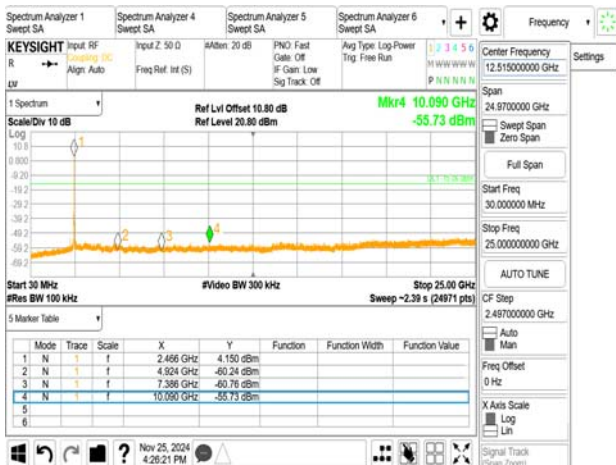 Spectrum Analyzer 1
Swept SA
Spectrum Analyzer 4
Swept SA
Spectrum Analyzer 5
Swept SA
Spectrum Analyzer 6
Swept SA
+
Frequency
KEYSIGHT
R
Input: RF
Coupling: DC
Align: Auto
Input Z: 50 Ω
Freq Ref: Int (S)
#Atten: 20 dB
PNO: Fast
Gate: Off
IF Gain: Low
Sig Track: Off
Avg Type: Log-Power
Trig: Free Run
1 2 3 4 5 6
M W W W W W
P N N N N N
1 Spectrum
Scale/Div 10 dB
Log
Ref Lvl Offset 10.80 dB
Ref Level 20.80 dBm
Mkr4 10.090 GHz
-55.73 dBm
10.8
0.800
-9.20
-19.2
-29.2
-39.2
-49.2
-59.2
-69.2
1
2
3
4
Start 30 MHz
#Res BW 100 kHz
#Video BW 300 kHz
Stop 25.00 GHz
Sweep ~2.39 s (24971 pts)
5 Marker Table
Mode Trace Scale X Y Function Function Width Function Value
1 N 1 f 2.466 GHz 4.150 dBm
2 N 1 f 4.924 GHz -60.24 dBm
3 N 1 f 7.386 GHz -60.76 dBm
4 N 1 f 10.090 GHz -55.73 dBm
5
6
Nov 25, 2024
4:26:21 PM
Center Frequency
12.515000000 GHz
Settings
Span
24.9700000 GHz
Swept Span
Zero Span
Full Span
Start Freq
30.000000 MHz
Stop Freq
25.000000000 GHz
AUTO TUNE
CF Step
2.497000000 GHz
Auto
Man
Freq Offset
0 Hz
X Axis Scale
Log
Lin
Signal Track
(Span Zoom)